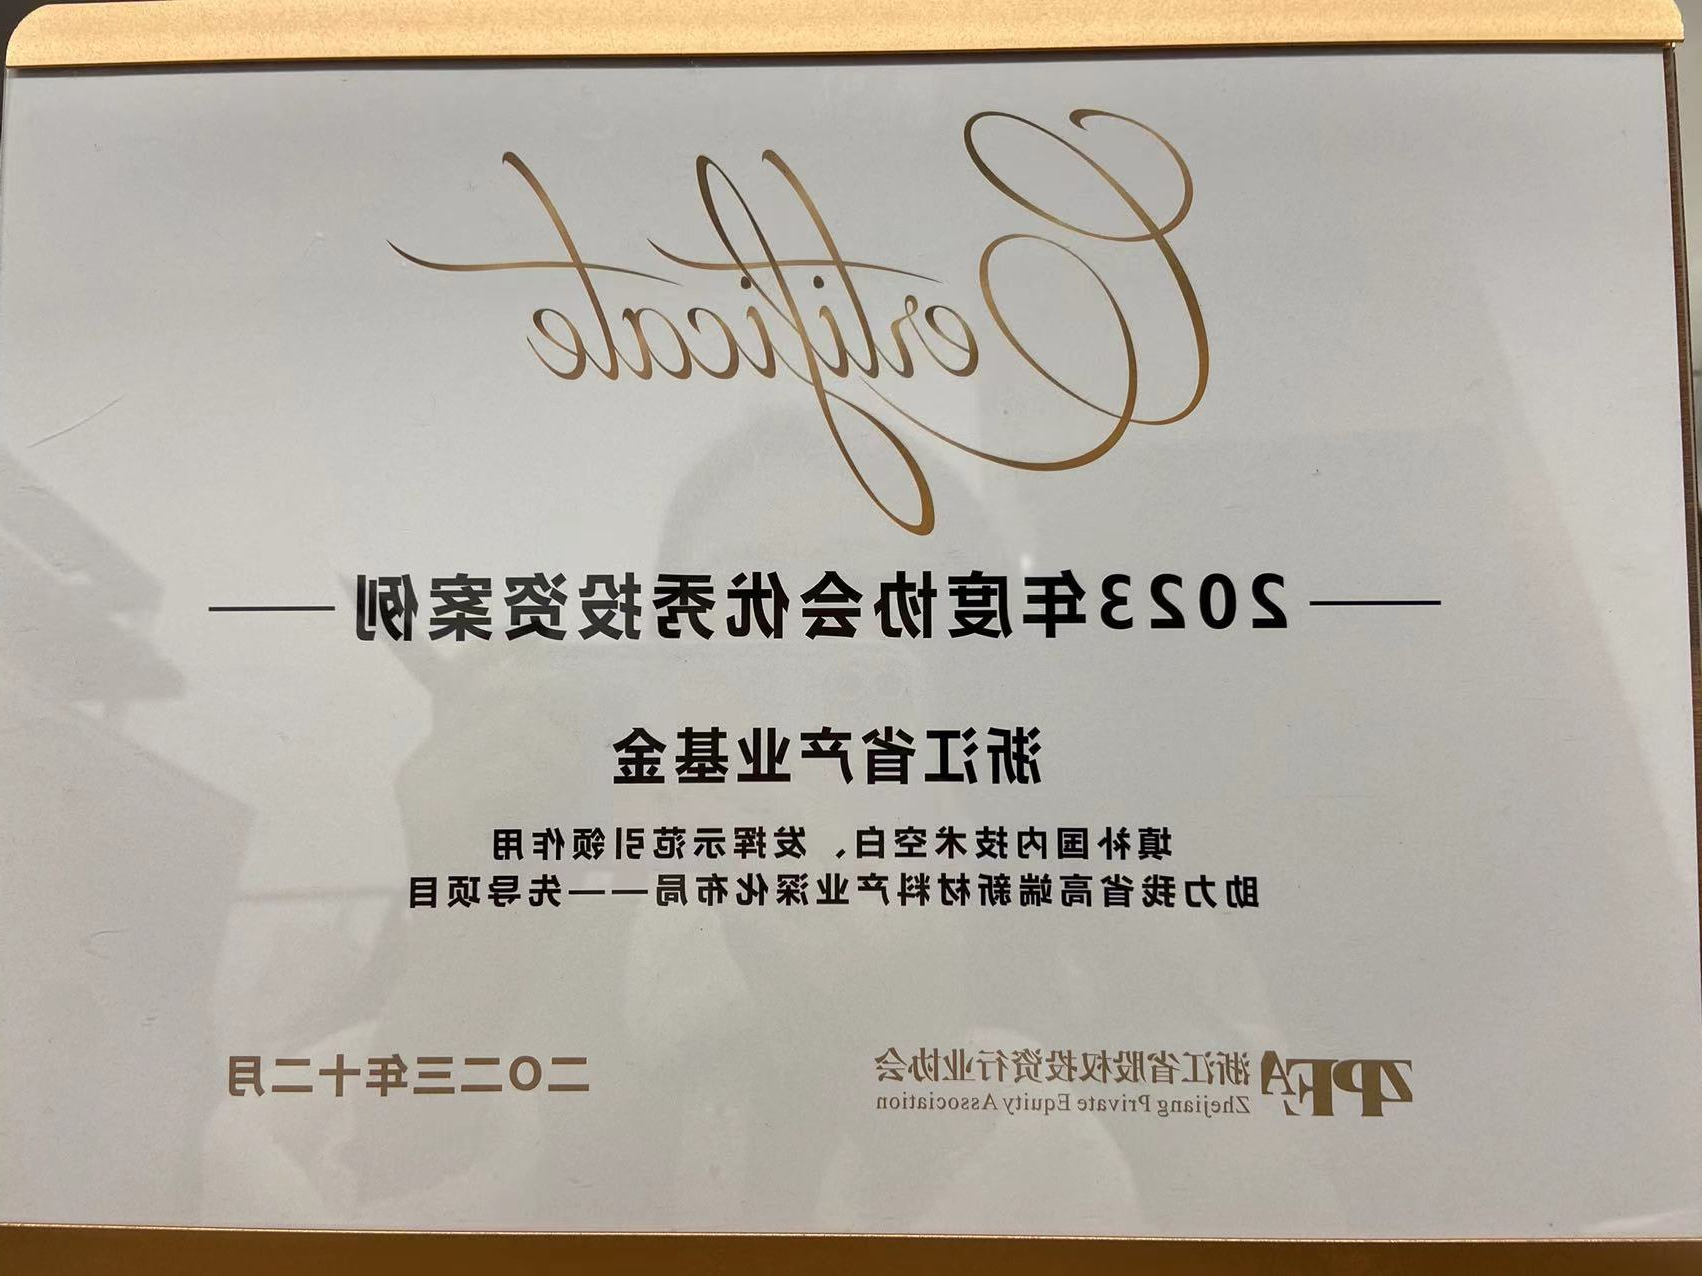 Certificate
2023年度协会优秀投资案例
浙江省产业基金
填补国内技术空白、发挥示范引领作用
助力我省高端新材料产业深化布局——先导项目
ZPEA 浙江省股权投资行业协会
Zhejiang Private Equity Association
二〇二三年十二月